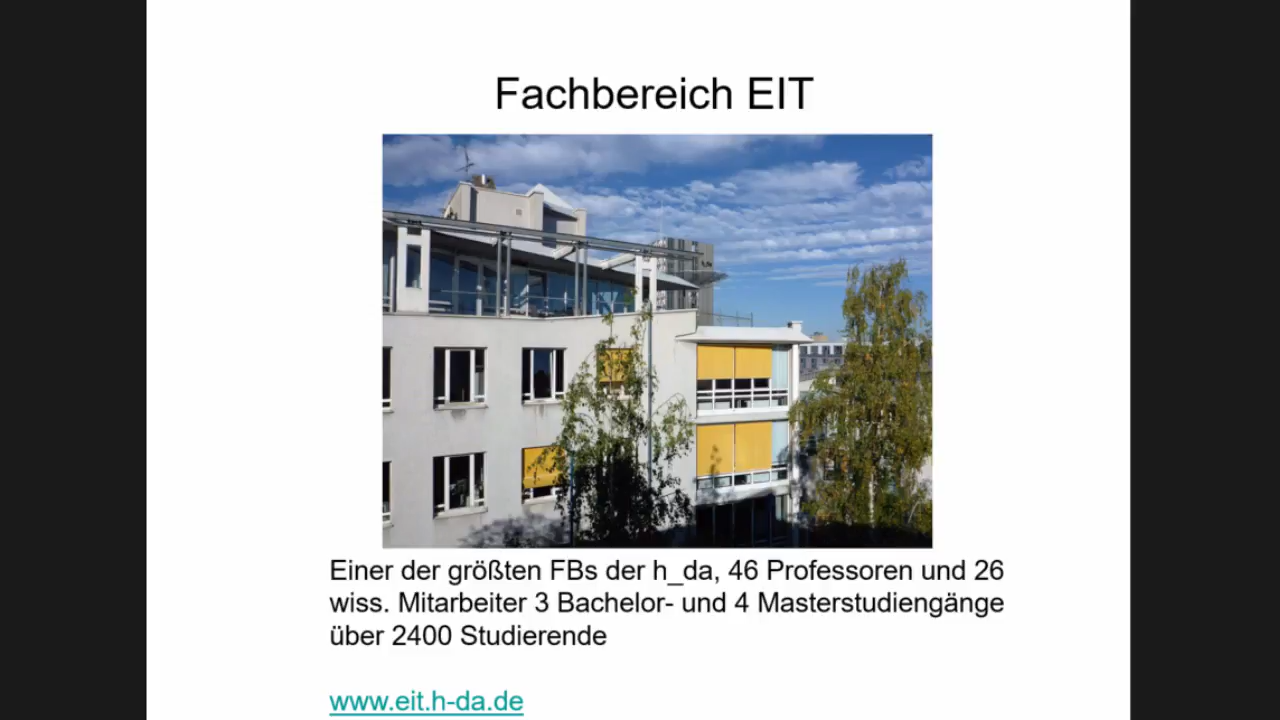 Fachbereich EIT
Einer der größten FBs der h_da, 46 Professoren und 26
wiss. Mitarbeiter 3 Bachelor- und 4 Masterstudiengänge
über 2400 Studierende
www.eit.h-da.de